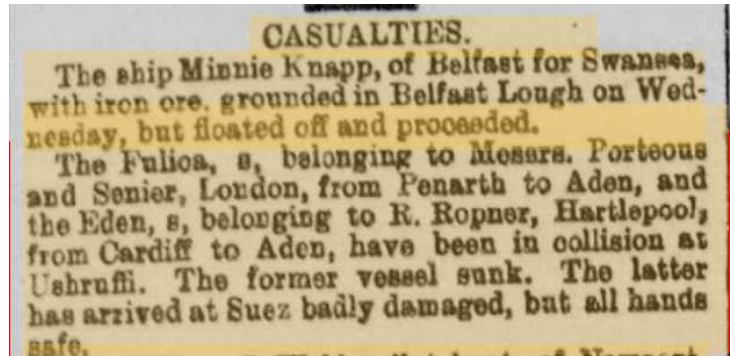 CASUALTIES.
The ship Minnie Knapp, of Belfast for Swansea,
with iron ore, grounded in Belfast Lough on Wed-
nesday, but floated off and proceeded.
The Fulica, s, belonging to Messrs. Porteous
and Senier, London, from Penarth to Aden, and
the Eden, s, belonging to R. Ropner, Hartlepool,
from Cardiff to Aden, have been in collision at
Ushruffi. The former vessel sunk. The latter
has arrived at Suez badly damaged, but all hands
safe.